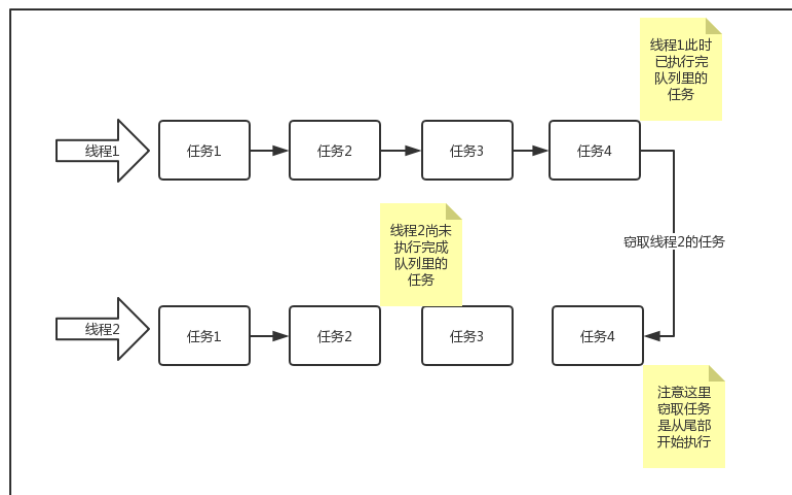 线程1此时
已执行完
队列里的
任务
线程1
任务1
任务2
任务3
任务4
线程2尚未
执行完成
队列里的
任务
窃取线程2的任务
线程2
任务1
任务2
任务3
任务4
注意这里
窃取任务
是从尾部
开始执行